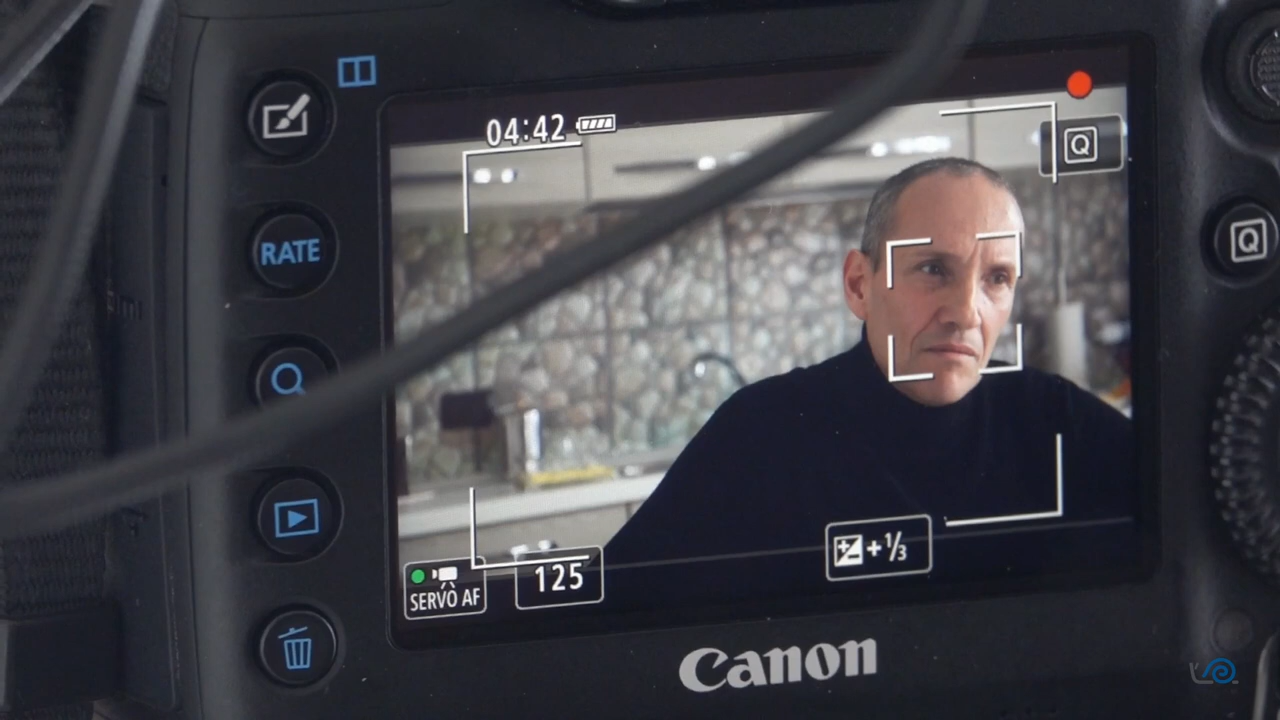 04:42
Q
RATE
Q
SERVO AF
125
+1/3
Canon